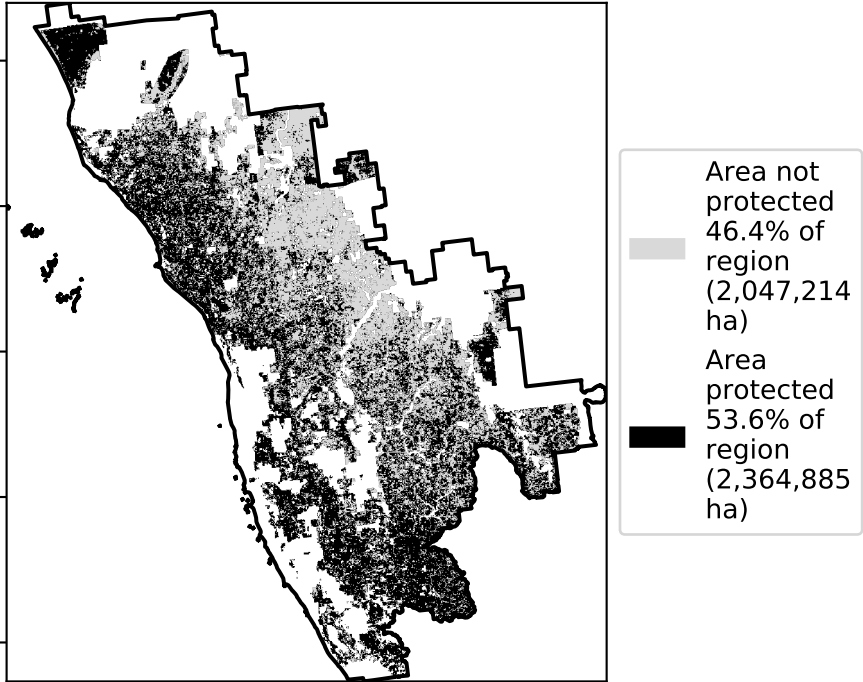 Area not
protected
46.4% of
region
(2,047,214
ha)
Area
protected
53.6% of
region
(2,364,885
ha)